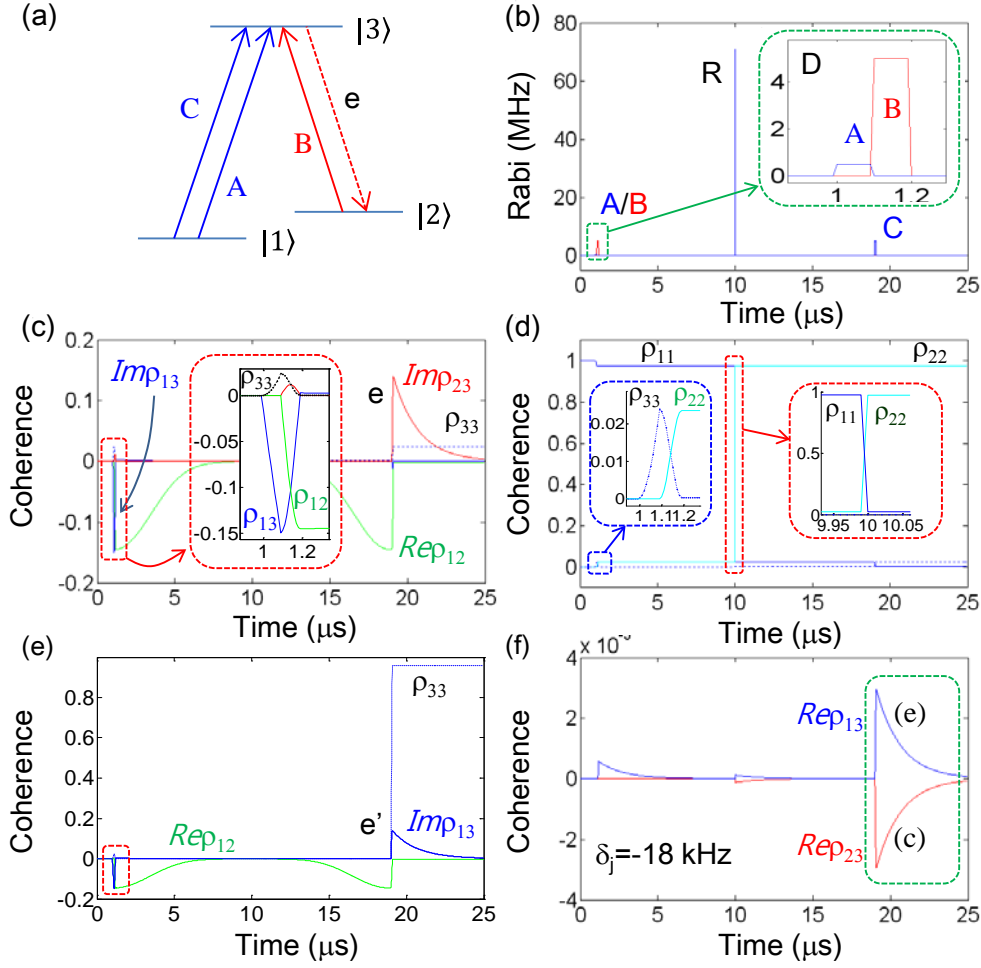 (a)
|3⟩
C
A
B
e
|2⟩
|1⟩
(b)
Rabi (MHz)
80
60
40
20
0
R
A/B
C
D
A
B
4
2
0
1
1.2
0 5 10 15 20 25
Time (μs)
(c)
Coherence
0.2
0.1
0
-0.1
-0.2
Imρ13
ρ33
0
-0.05
-0.1
-0.15
ρ13
ρ12
1 1.2
e
Imρ23
ρ33
Reρ12
0 5 10 15 20 25
Time (μs)
(d)
Coherence
1
0.8
0.6
0.4
0.2
0
ρ11
ρ22
ρ33
ρ22
0.02
0.01
0
1 1.1 1.2
ρ11
ρ22
1
0.5
0
9.95 10 10.05
0 5 10 15 20 25
Time (μs)
(e)
Coherence
0.8
0.6
0.4
0.2
0
-0.2
ρ33
e’
Imρ13
Reρ12
0 5 10 15 20 25
Time (μs)
(f)
Coherence
4
2
0
-2
-4
Reρ13
(e)
Reρ23
(c)
δj=-18 kHz
0 5 10 15 20 25
Time (μs)